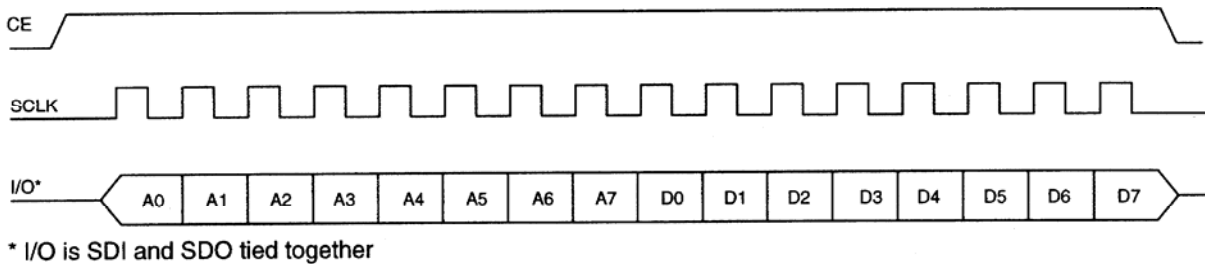 CE
SCLK
I/O*
A0 A1 A2 A3 A4 A5 A6 A7 D0 D1 D2 D3 D4 D5 D6 D7
* I/O is SDI and SDO tied together